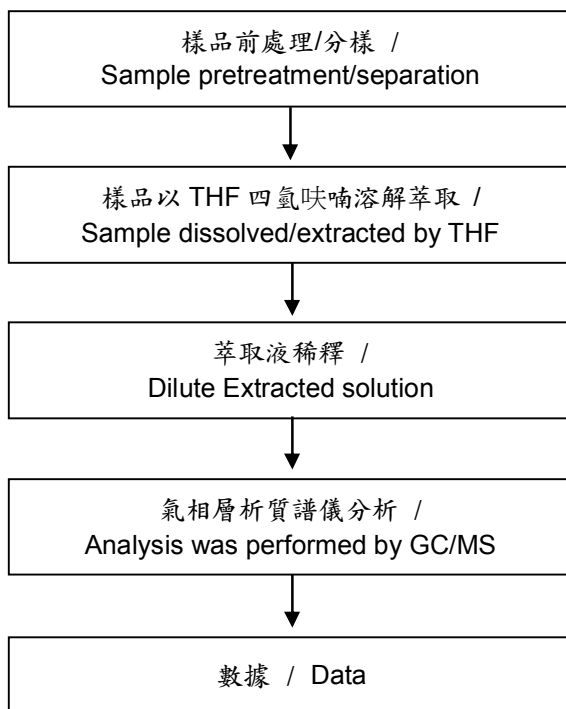 樣品前處理/分樣 /
Sample pretreatment/separation
樣品以 THF 四氫呋喃溶解萃取 /
Sample dissolved/extracted by THF
萃取液稀釋 /
Dilute Extracted solution
氣相層析質譜儀分析 /
Analysis was performed by GC/MS
數據 / Data